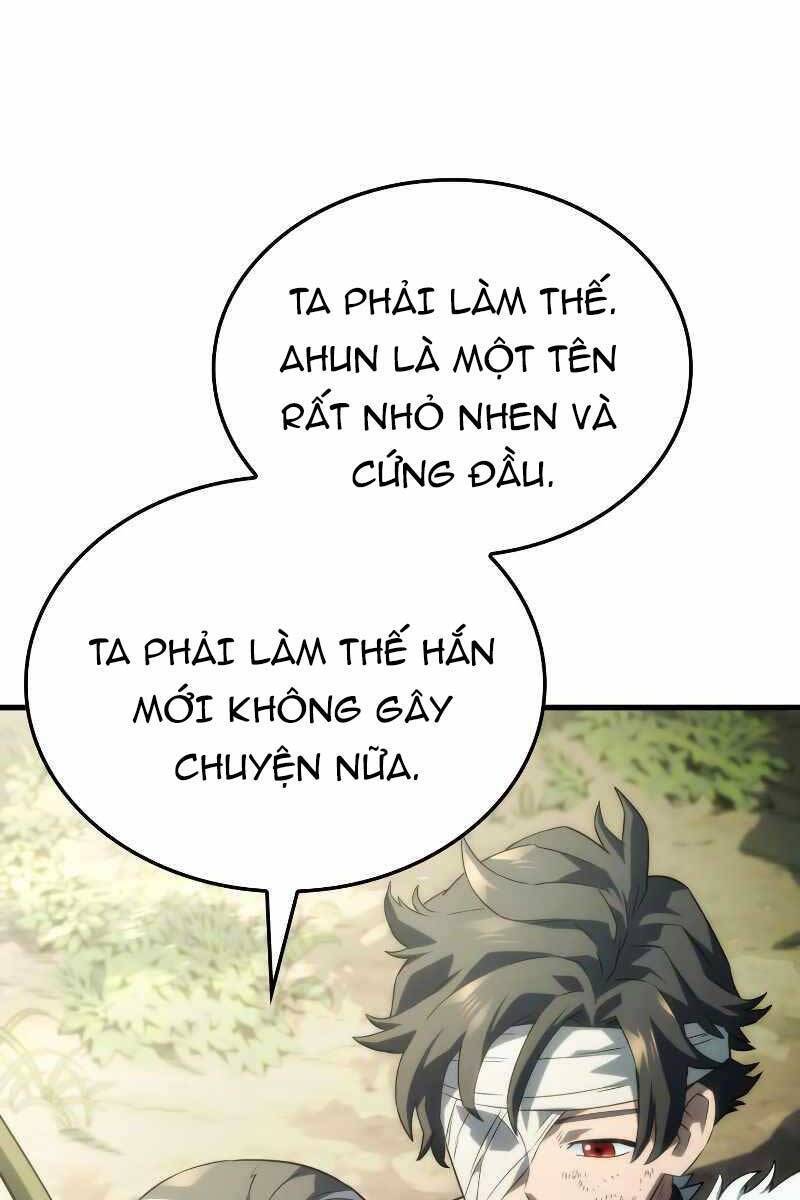 TA PHẢI LÀM THẾ.
AHUN LÀ MỘT TÊN
RẤT NHỎ NHEN VÀ
CỨNG ĐẦU.
TA PHẢI LÀM THẾ HẮN
MỚI KHÔNG GÂY
CHUYỆN NỮA.